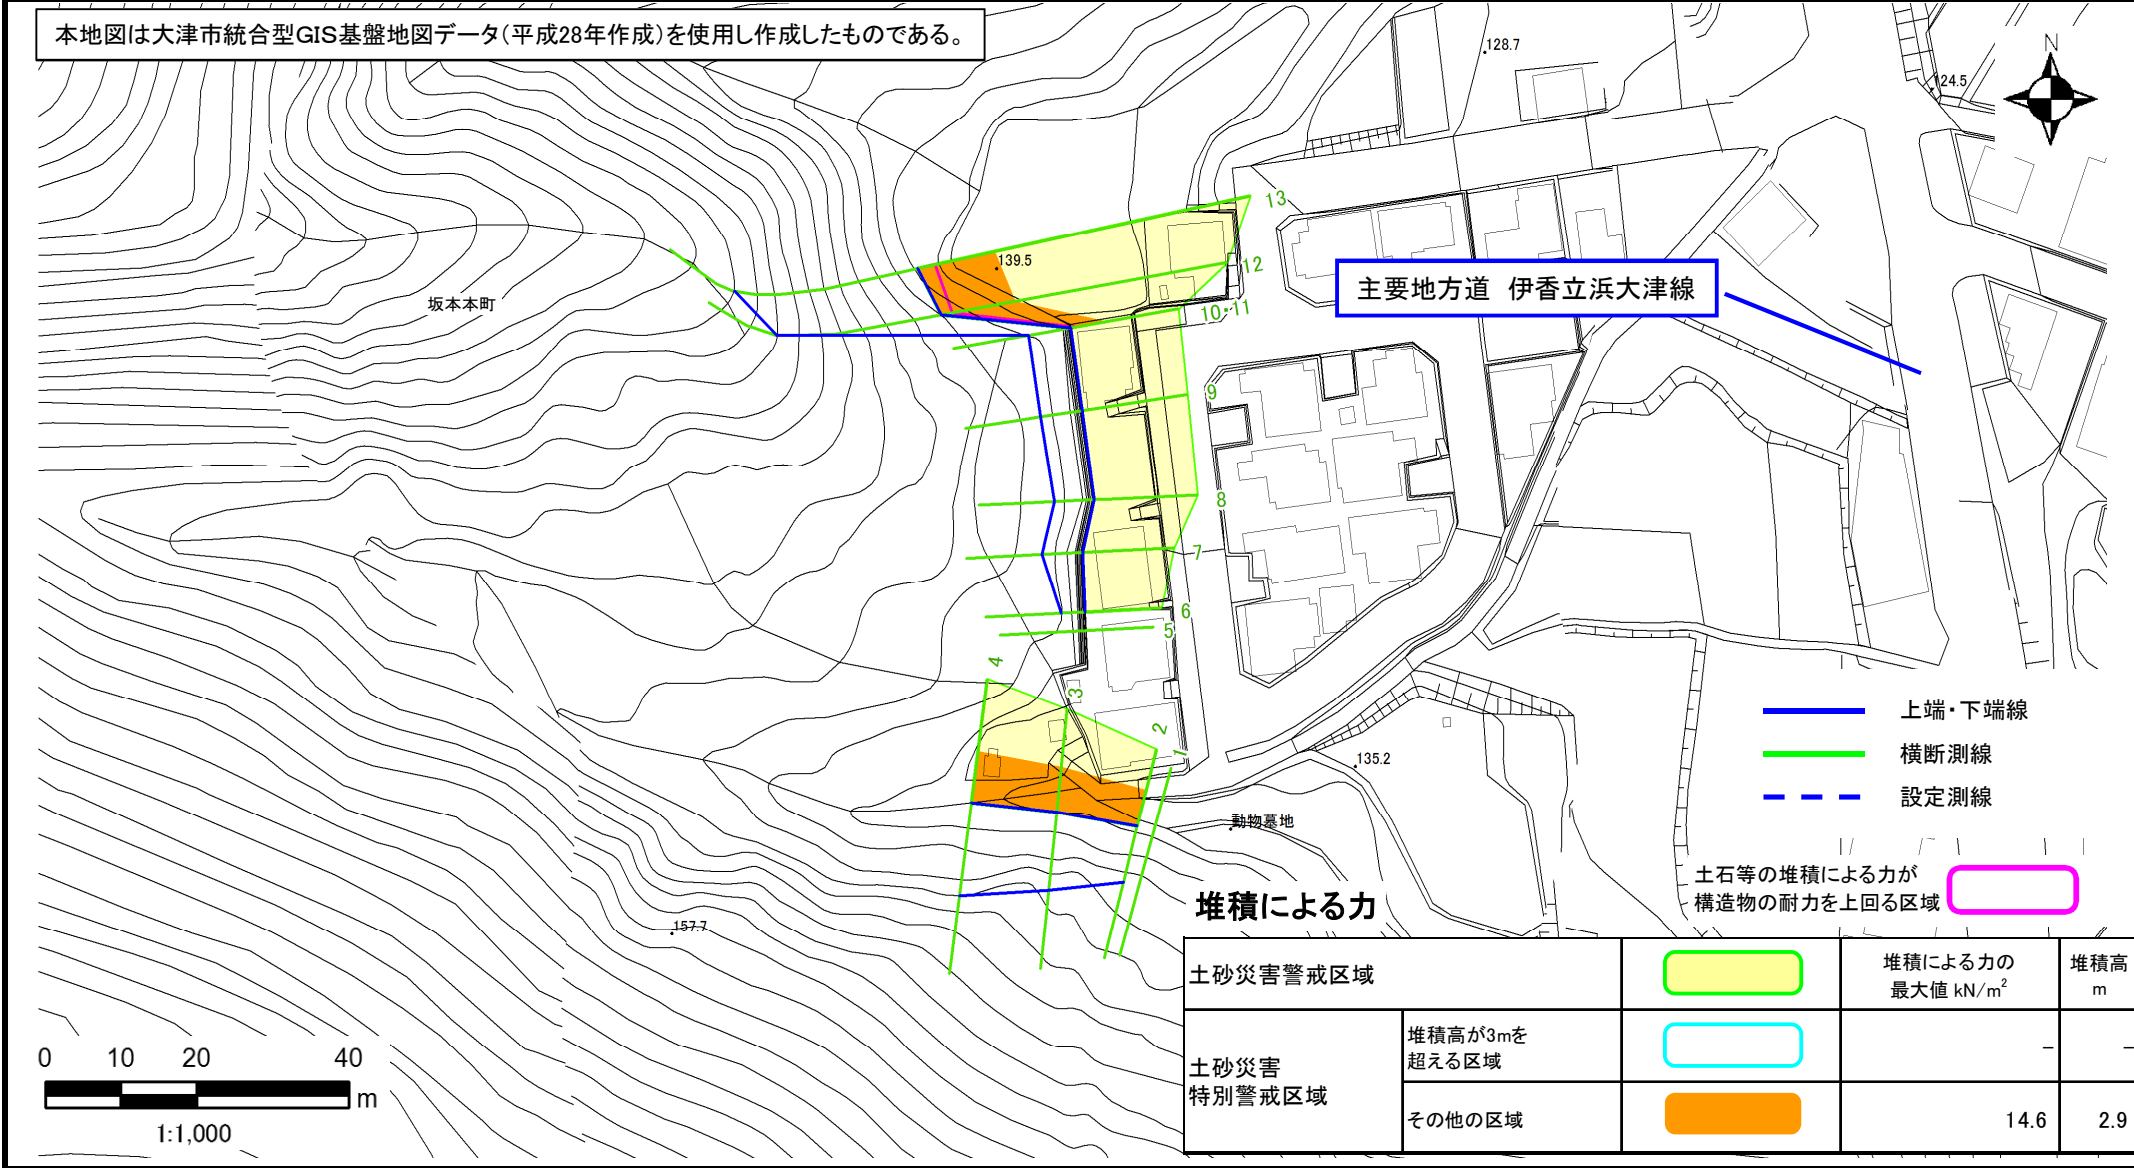 本地図は大津市統合型GIS基盤地図データ(平成28年作成)を使用し作成したものである。
N
128.7
124.5
13
139.5
12
坂本本町
10・11
主要地方道 伊香立浜大津線
9
8
7
6
5
4
3
2
1
135.2
動物墓地
157.7
上端・下端線
横断測線
設定測線
土石等の堆積による力が
構造物の耐力を上回る区域
堆積による力
土砂災害警戒区域
堆積による力の
最大値 kN/m²
堆積高
m
土砂災害
特別警戒区域
堆積高が3mを
超える区域
－
－
その他の区域
14.6
2.9
0 10 20 40
m
1:1,000